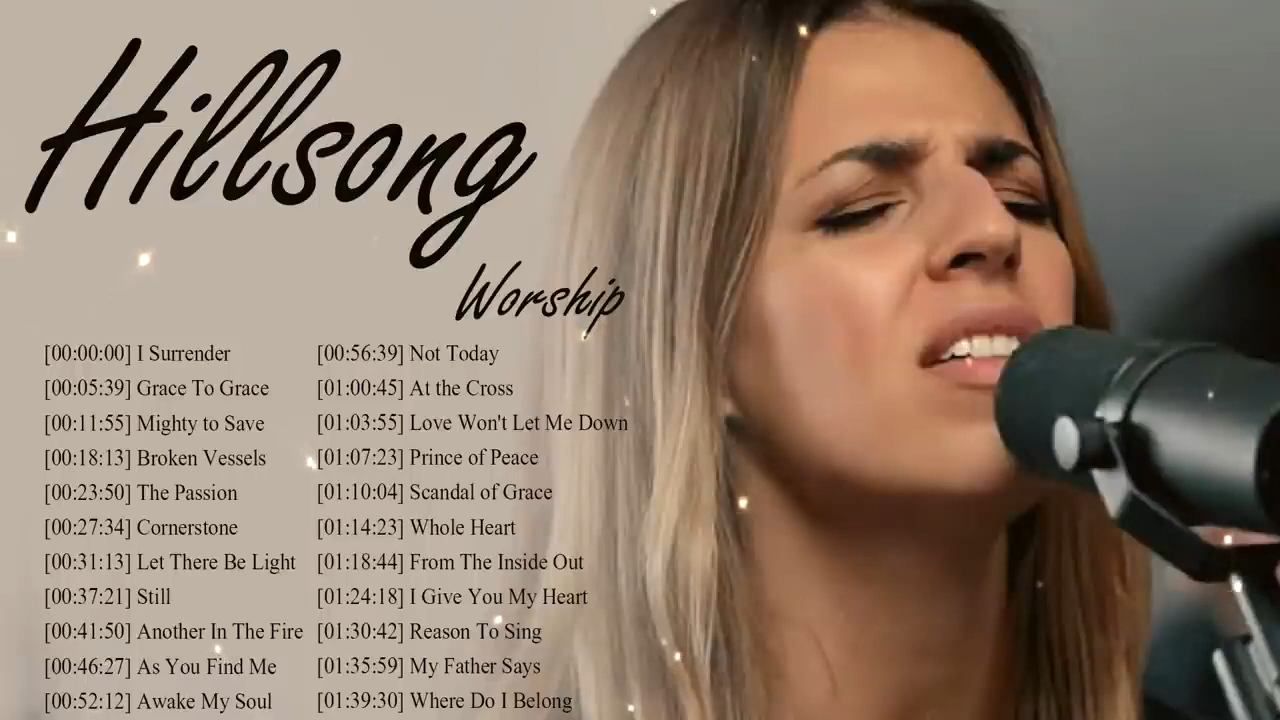 Hillsong
Worship
[00:00:00] I Surrender
[00:05:39] Grace To Grace
[00:11:55] Mighty to Save
[00:18:13] Broken Vessels
[00:23:50] The Passion
[00:27:34] Cornerstone
[00:31:13] Let There Be Light
[00:37:21] Still
[00:41:50] Another In The Fire
[00:46:27] As You Find Me
[00:52:12] Awake My Soul
[00:56:39] Not Today
[01:00:45] At the Cross
[01:03:55] Love Won't Let Me Down
[01:07:23] Prince of Peace
[01:10:04] Scandal of Grace
[01:14:23] Whole Heart
[01:18:44] From The Inside Out
[01:24:18] I Give You My Heart
[01:30:42] Reason To Sing
[01:35:59] My Father Says
[01:39:30] Where Do I Belong